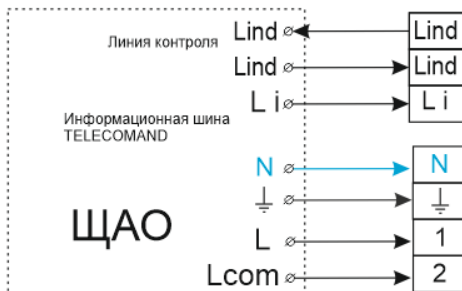 Линия контроля Lind Lind
Lind Lind
L i L i
Информационная шина
TELECOMAND
N N
ЩАО
L 1
Lcom 2